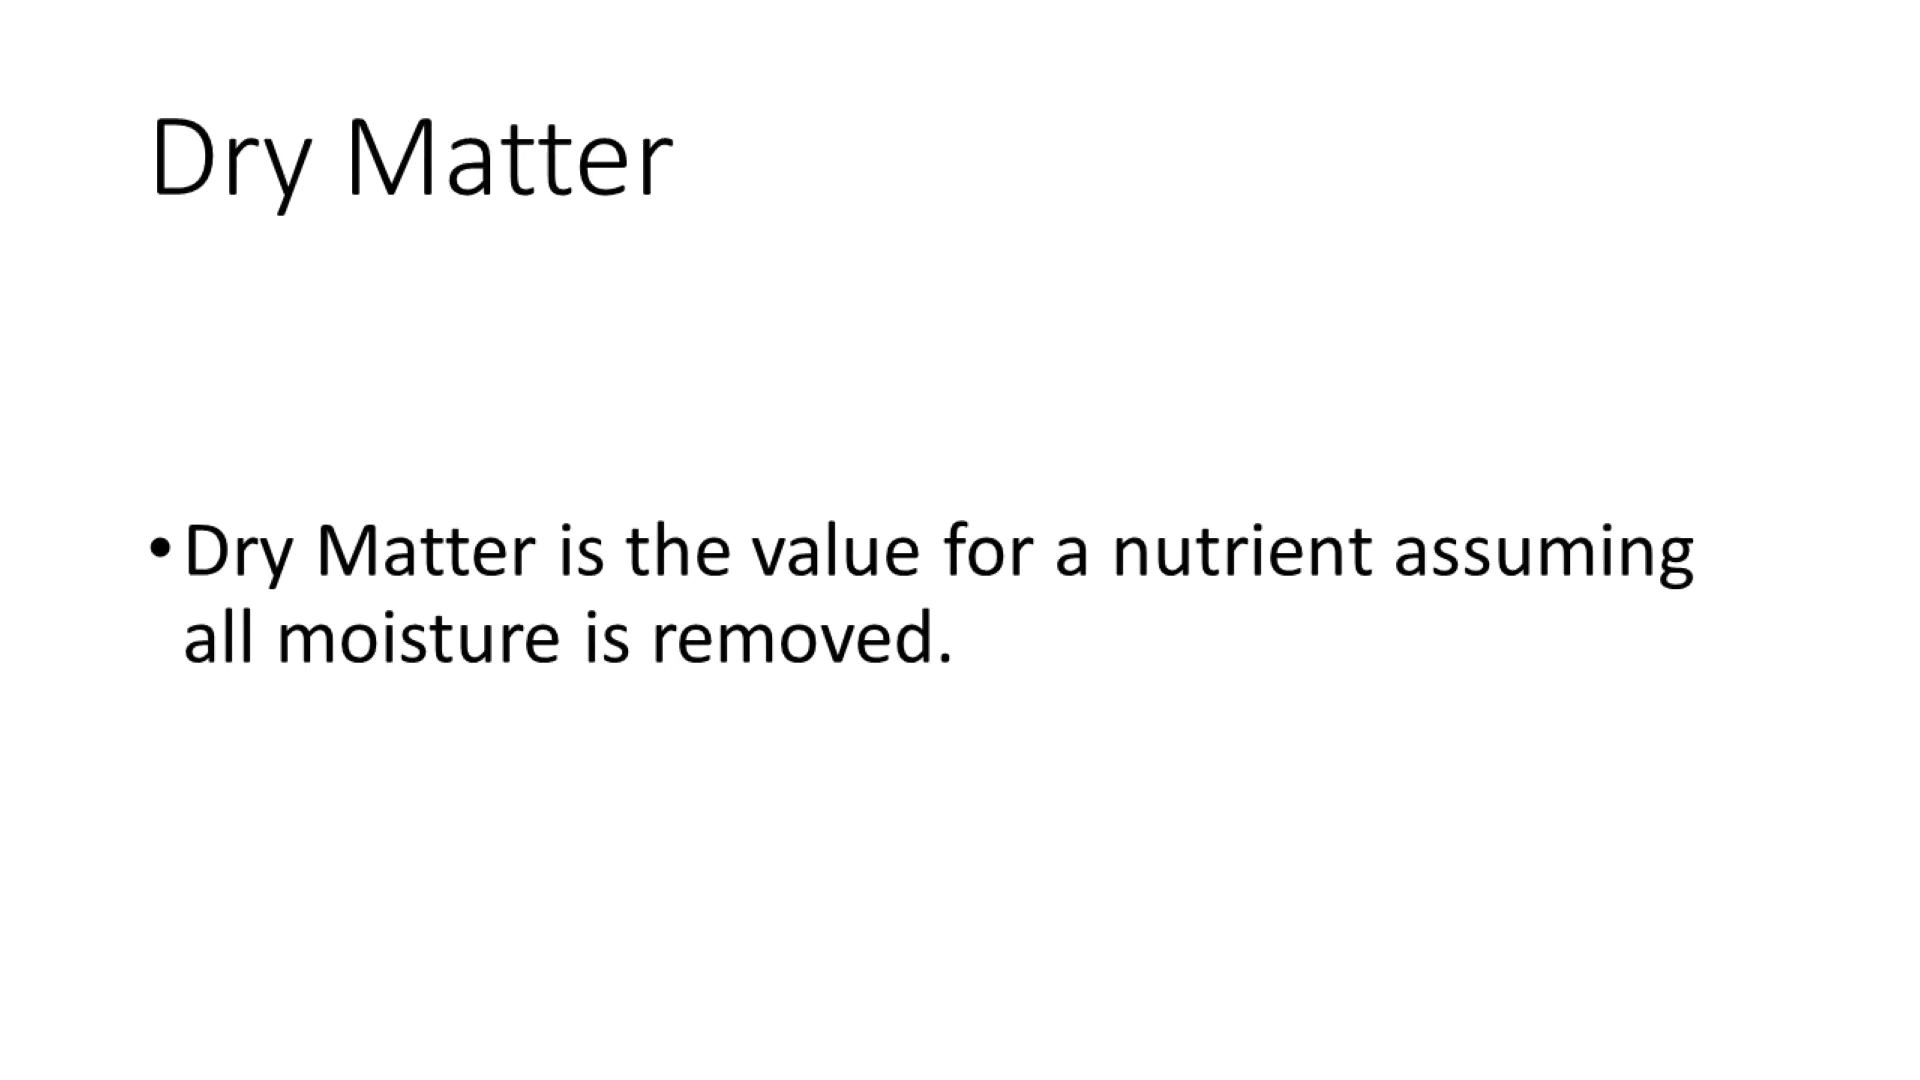 Dry Matter
• Dry Matter is the value for a nutrient assuming
all moisture is removed.